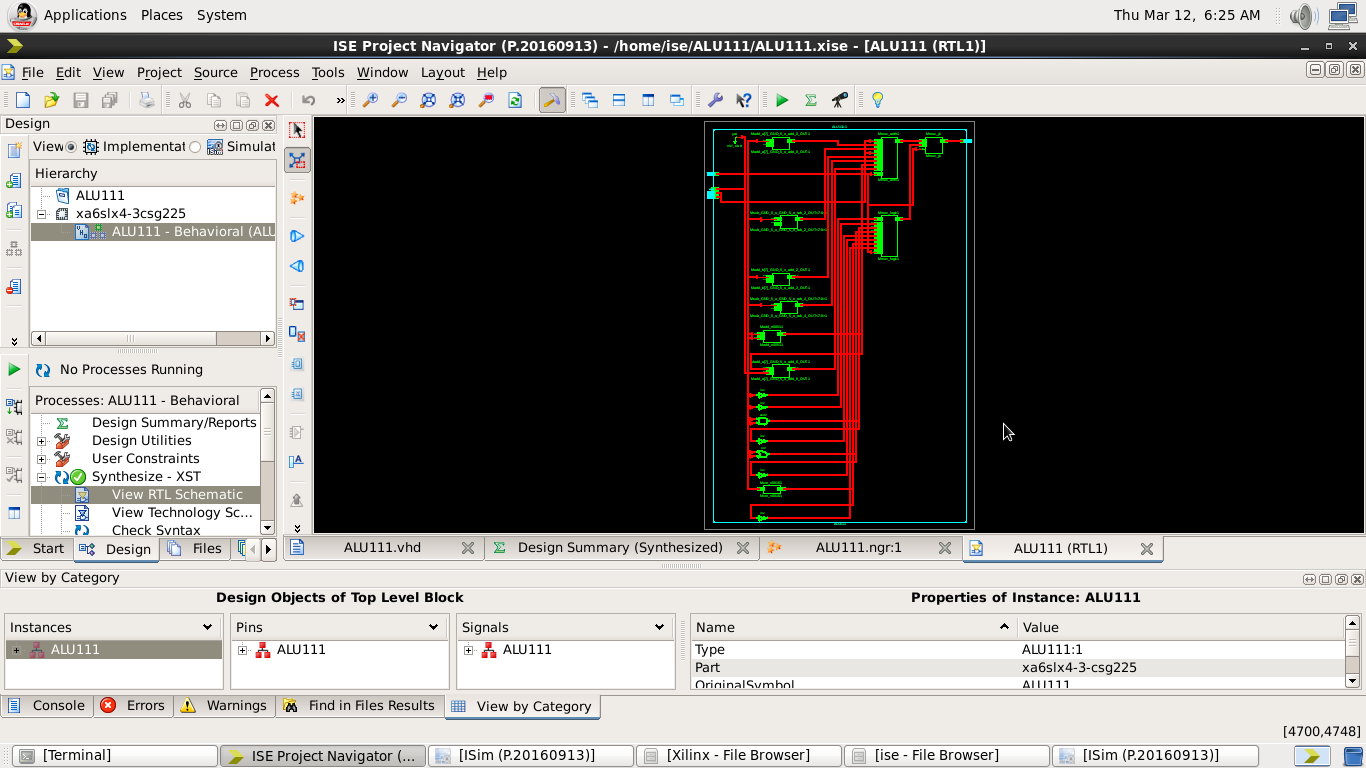 Applications Places System Thu Mar 12, 6:25 AM
ISE Project Navigator (P.20160913) - /home/ise/ALU111/ALU111.xise - [ALU111 (RTL1)]
File Edit View Project Source Process Tools Window Layout Help
Design
View: Implementat Simulat
Hierarchy
ALU111
xa6slx4-3csg225
ALU111 - Behavioral (ALU
No Processes Running
Processes: ALU111 - Behavioral
Design Summary/Reports
Design Utilities
User Constraints
Synthesize - XST
View RTL Schematic
View Technology Sc...
Check Syntax
Start Design Files
ALU111.vhd Design Summary (Synthesized) ALU111.ngr:1 ALU111 (RTL1)
View by Category
Design Objects of Top Level Block Properties of Instance: ALU111
Instances Pins Signals Name Value
ALU111 ALU111 ALU111 Type ALU111:1
Part xa6slx4-3-csg225
OriginalSymbol ALU111
Console Errors Warnings Find in Files Results View by Category
[4700,4748]
[Terminal] ISE Project Navigator (... [ISim (P.20160913)] [Xilinx - File Browser] [ise - File Browser] [ISim (P.20160913)]